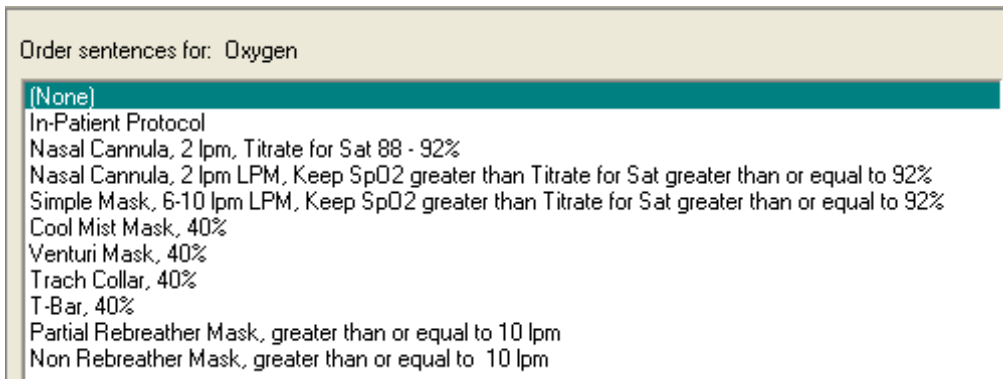 Order sentences for: Oxygen
(None)
In-Patient Protocol
Nasal Cannula, 2 lpm, Titrate for Sat 88 - 92%
Nasal Cannula, 2 lpm LPM, Keep SpO2 greater than Titrate for Sat greater than or equal to 92%
Simple Mask, 6-10 lpm LPM, Keep SpO2 greater than Titrate for Sat greater than or equal to 92%
Cool Mist Mask, 40%
Venturi Mask, 40%
Trach Collar, 40%
T-Bar, 40%
Partial Rebreather Mask, greater than or equal to 10 lpm
Non Rebreather Mask, greater than or equal to  10 lpm